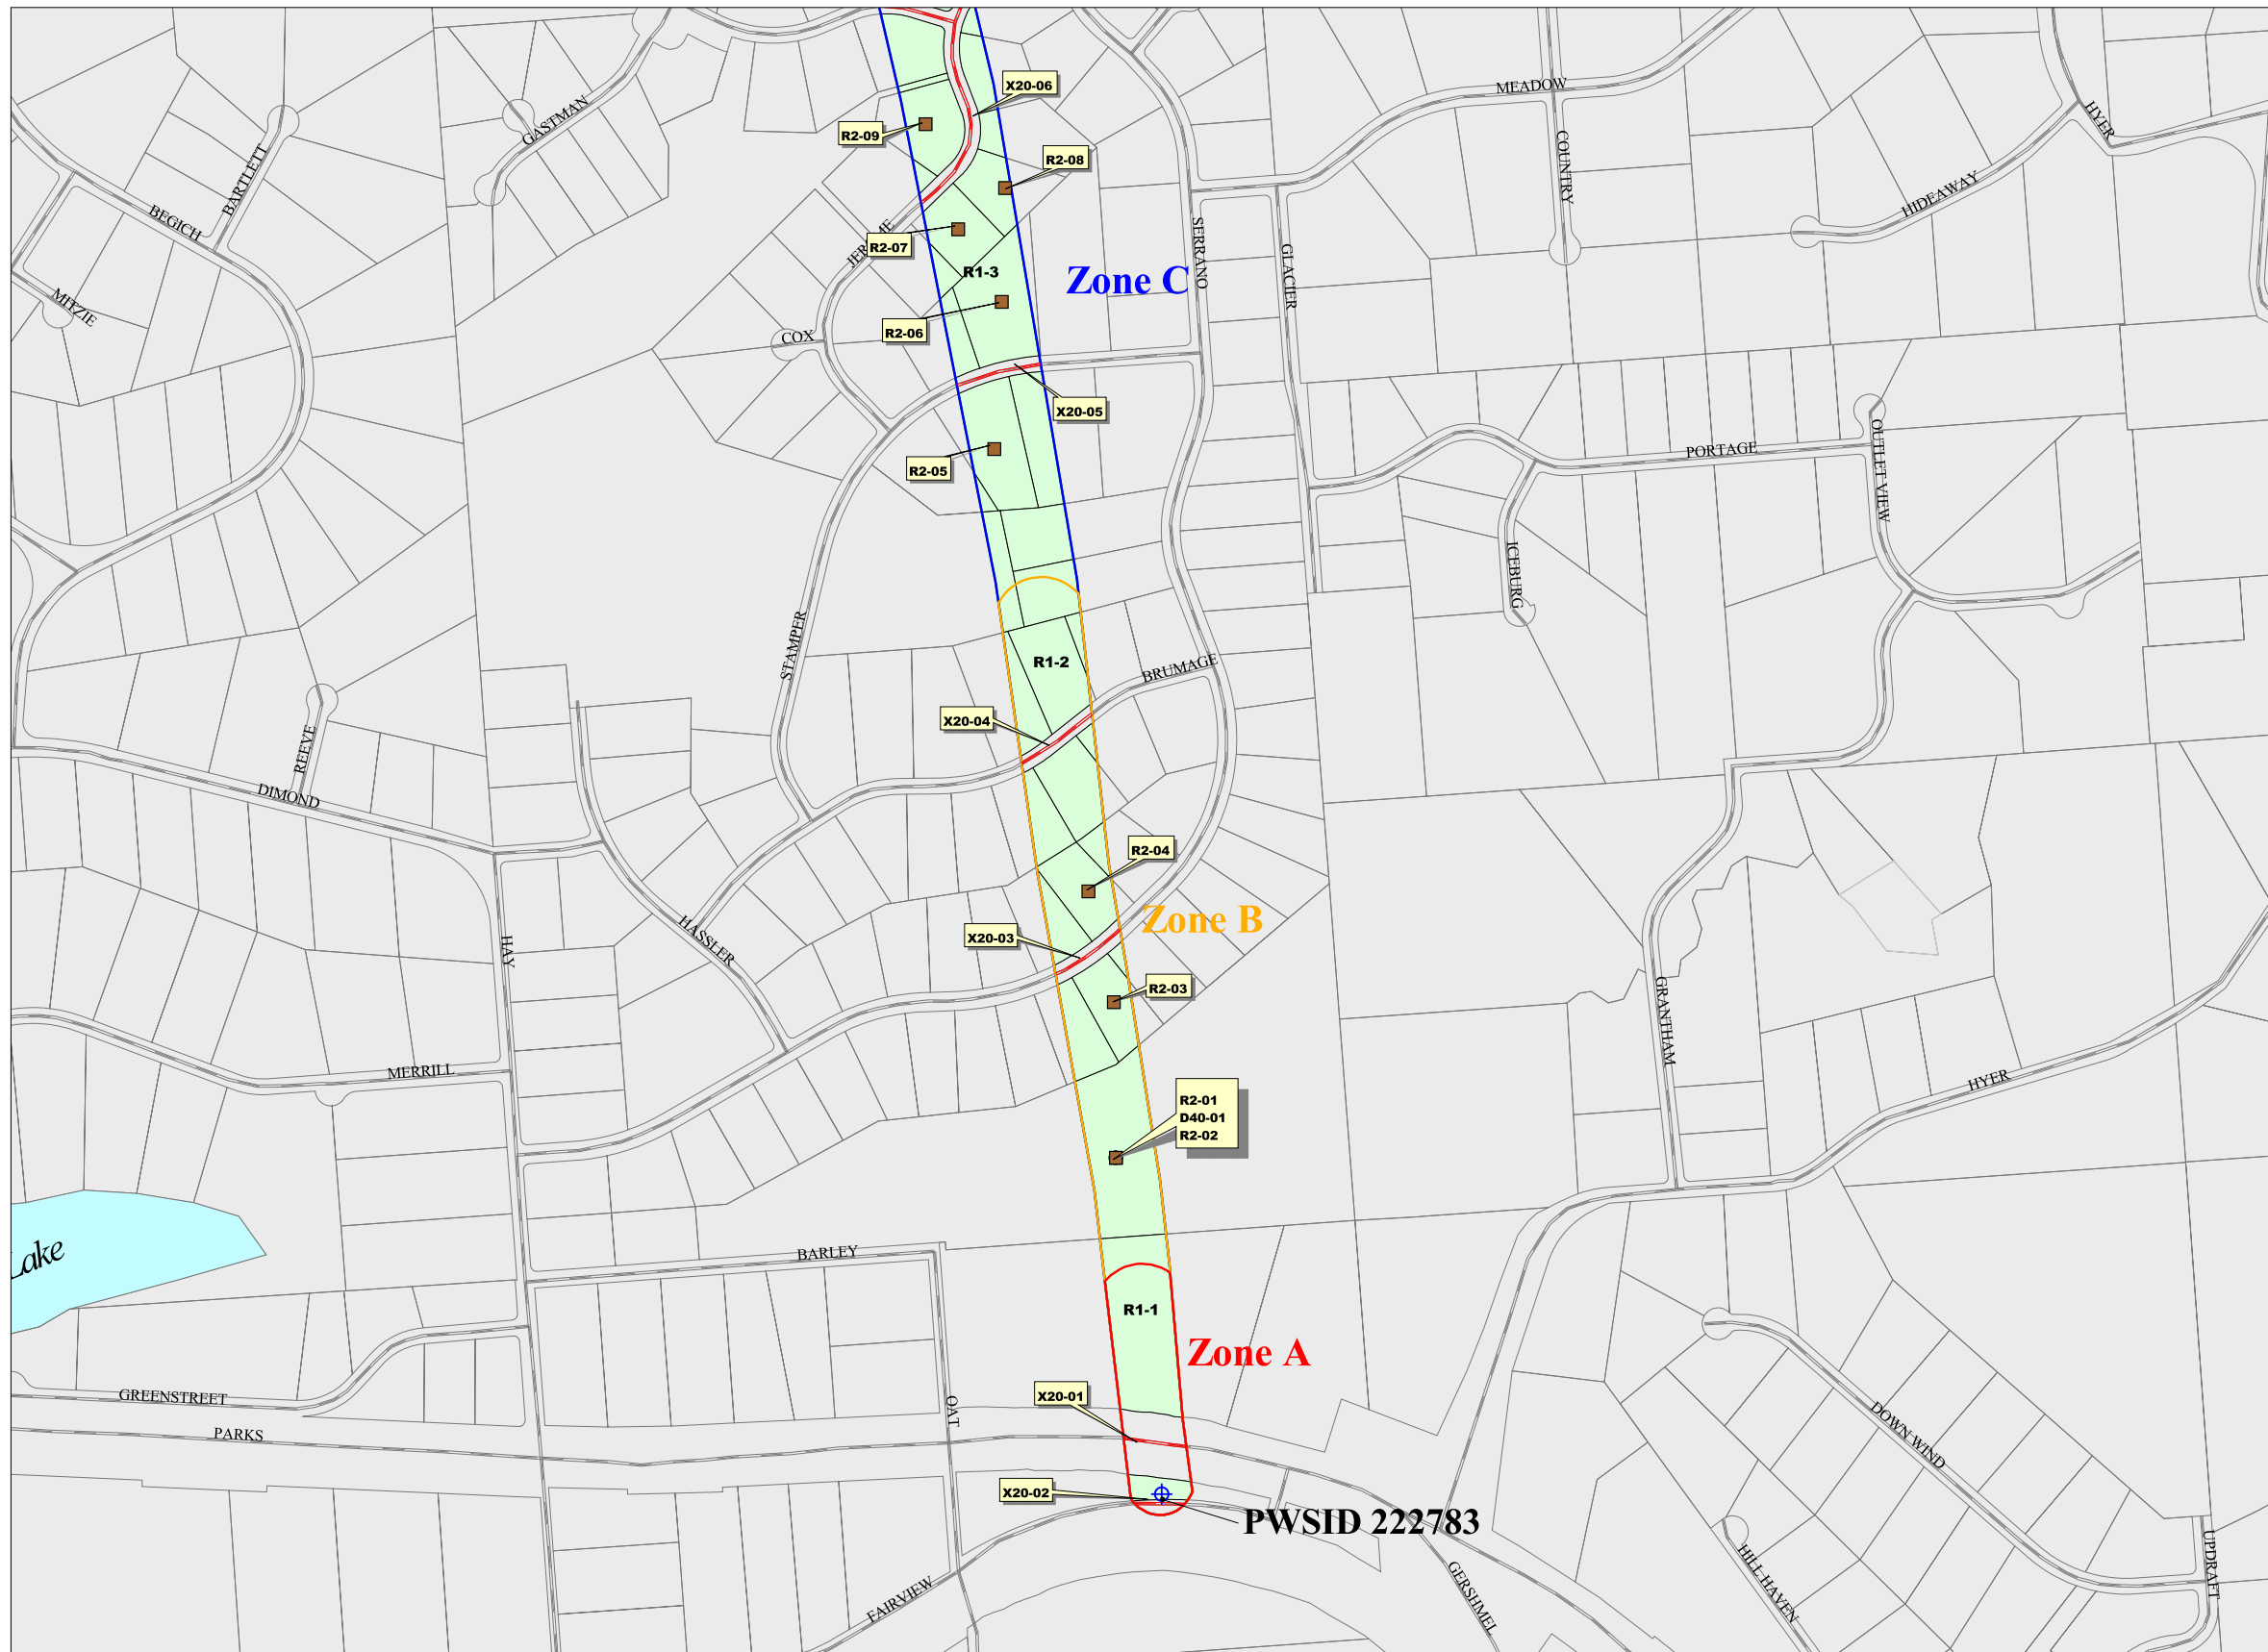 X20-06
MEADOW
GASTMAN
HYER
R2-09
COUNTRY
BARTLETT
R2-08
HIDEAWAY
BEGICH
JEROME
R2-07
SERRANO
GLACIER
R1-3
Zone C
MITZIE
R2-06
COX
X20-05
OUTLET VIEW
PORTAGE
R2-05
ICEBURG
STAMPER
R1-2
BRUMAGE
X20-04
REEVE
DIMOND
R2-04
Zone B
HASSLER
X20-03
HAY
R2-03
GRANTHAM
MERRILL
HYER
R2-01
D40-01
R2-02
Lake
BARLEY
R1-1
Zone A
GREENSTREET
X20-01
OAT
PARKS
DOWN WIND
X20-02
PWSID 222783
FAIRVIEW
GERSHMEL
HILL HAVEN
UPDRAFT